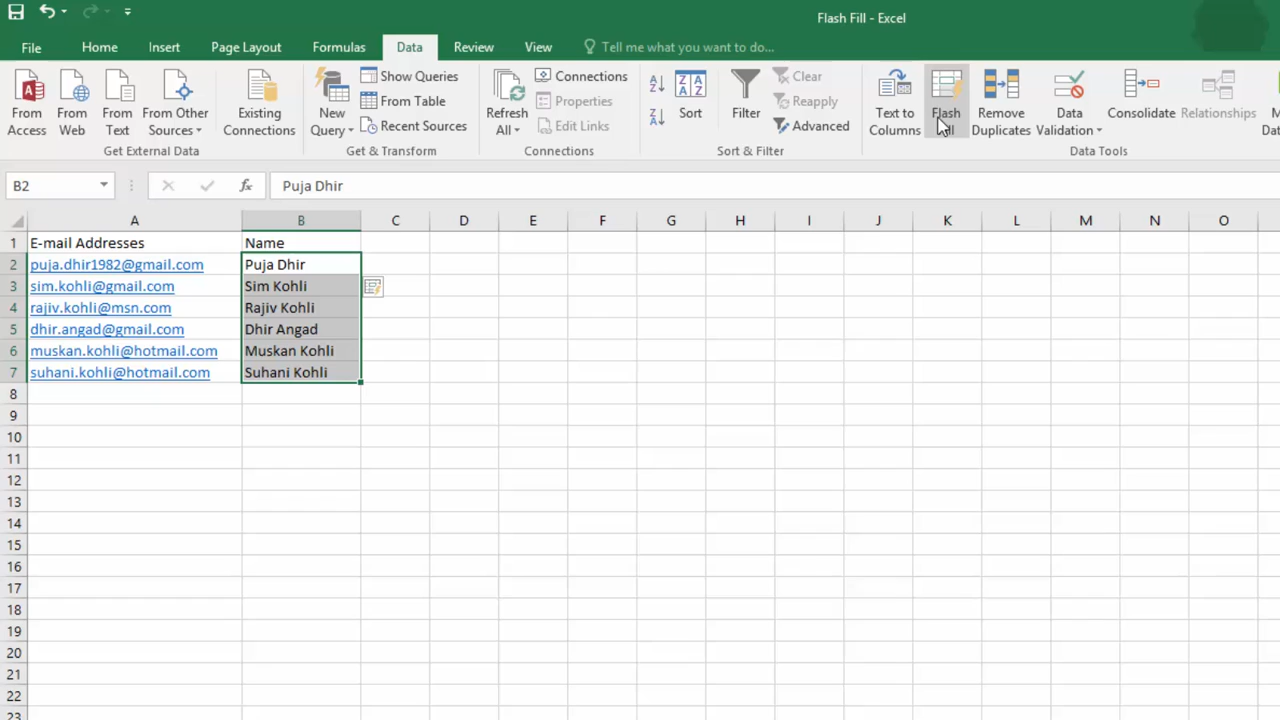 Flash Fill - Excel
File Home Insert Page Layout Formulas Data Review View Tell me what you want to do...
From Access
From Web
From Text
From Other Sources
Get External Data
Existing Connections
New Query
Show Queries
From Table
Recent Sources
Get & Transform
Refresh All
Connections
Properties
Edit Links
Connections
Sort
Filter
Clear
Reapply
Advanced
Sort & Filter
Text to Columns
Flash
Remove Duplicates
Data Validation
Consolidate
Relationships
Data Tools
B2 fx Puja Dhir
A B C D E F G H I J K L M N O
1 E-mail Addresses Name
2 puja.dhir1982@gmail.com Puja Dhir
3 sim.kohli@gmail.com Sim Kohli
4 rajiv.kohli@msn.com Rajiv Kohli
5 dhir.angad@gmail.com Dhir Angad
6 muskan.kohli@hotmail.com Muskan Kohli
7 suhani.kohli@hotmail.com Suhani Kohli
8
9
10
11
12
13
14
15
16
17
18
19
20
21
22
23